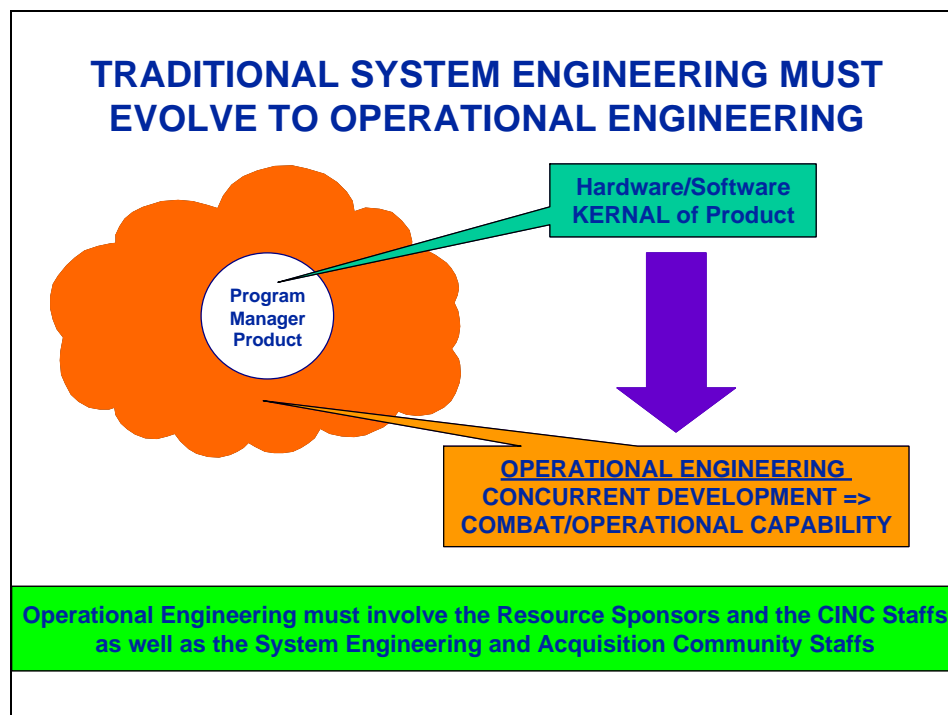 TRADITIONAL SYSTEM ENGINEERING MUST
EVOLVE TO OPERATIONAL ENGINEERING
Hardware/Software
KERNAL of Product
Program
Manager
Product
OPERATIONAL ENGINEERING
CONCURRENT DEVELOPMENT =>
COMBAT/OPERATIONAL CAPABILITY
Operational Engineering must involve the Resource Sponsors and the CINC Staffs
as well as the System Engineering and Acquisition Community Staffs